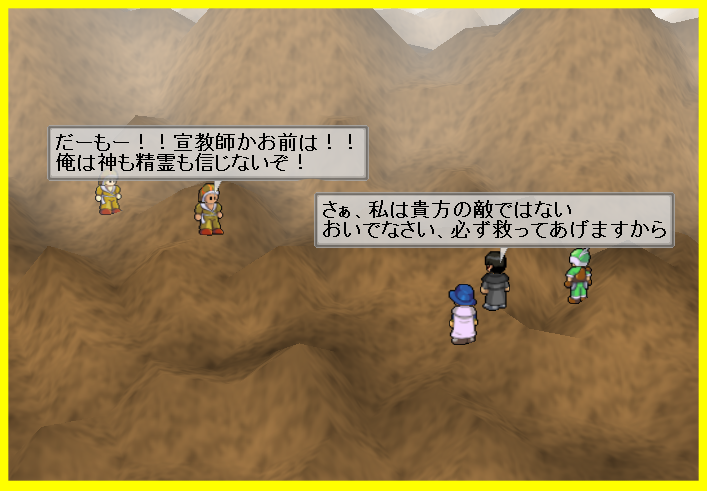 だーもー！！宣教師かお前は！！
俺は神も精霊も信じないぞ！
さぁ、私は貴方の敵ではない
おいでなさい、必ず救ってあげますから